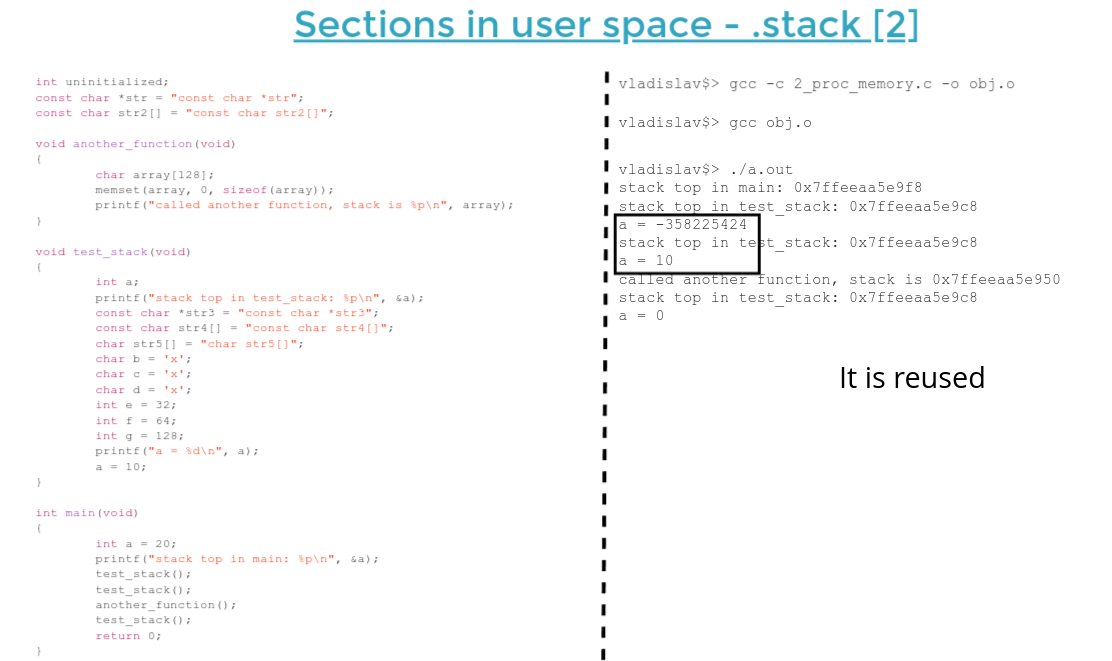 Sections in user space - .stack [2]
int uninitialized;
const char *str = "const char *str";
const char str2[] = "const char str2[]";
void another_function(void)
{
char array[128];
memset(array, 0, sizeof(array));
printf("called another function, stack is %p\n", array);
}
void test_stack(void)
{
int a;
printf("stack top in test_stack: %p\n", &a);
const char *str3 = "const char *str3";
const char str4[] = "const char str4[]";
char str5[] = "char str5[]";
char b = 'x';
char c = 'x';
char d = 'x';
int e = 32;
int f = 64;
int g = 128;
printf("a = %d\n", a);
a = 10;
}
int main(void)
{
int a = 20;
printf("stack top in main: %p\n", &a);
test_stack();
test_stack();
another_function();
test_stack();
return 0;
}
vladislav$> gcc -c 2_proc_memory.c -o obj.o
vladislav$> gcc obj.o
vladislav$> ./a.out
stack top in main: 0x7ffeeaa5e9f8
stack top in test_stack: 0x7ffeeaa5e9c8
a = -358225424
stack top in test_stack: 0x7ffeeaa5e9c8
a = 10
called another function, stack is 0x7ffeeaa5e950
stack top in test_stack: 0x7ffeeaa5e9c8
a = 0
It is reused